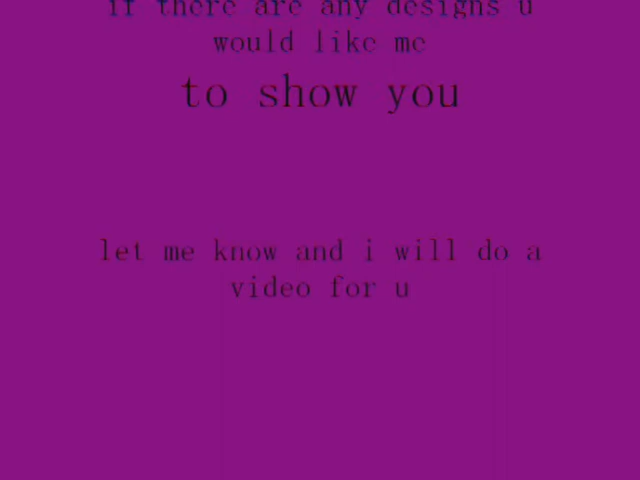 if there are any designs u
would like me
to show you
let me know and i will do a
video for u